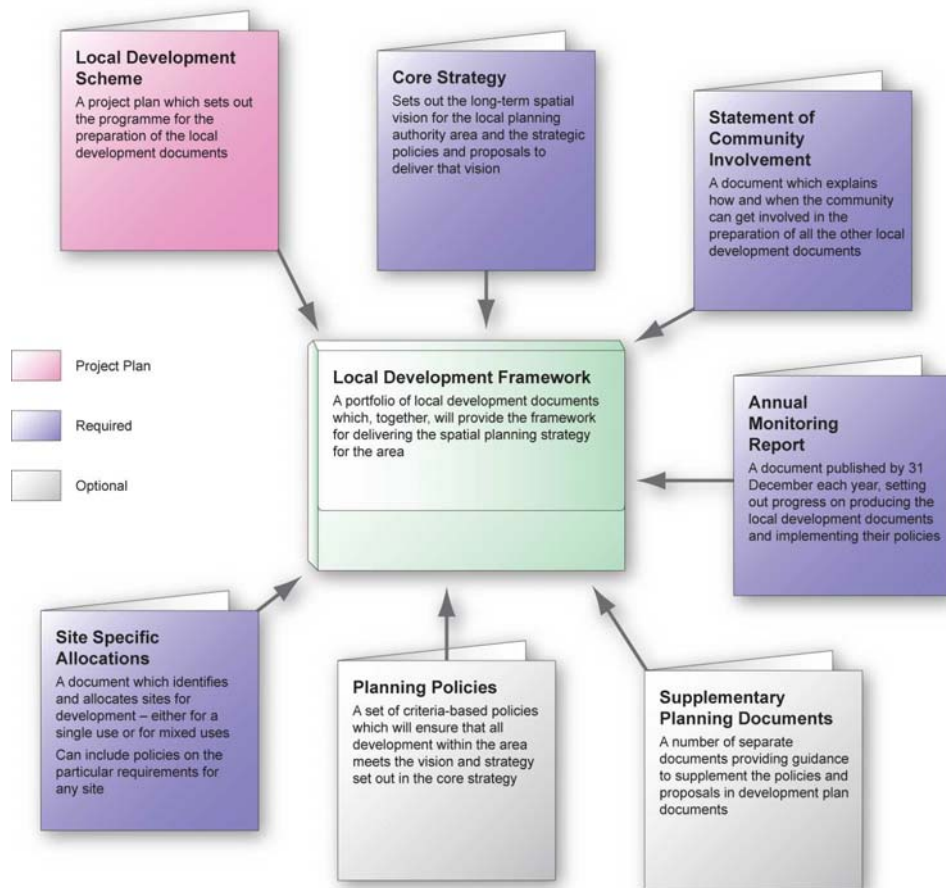 Local Development
Scheme
A project plan which sets out
the programme for the
preparation of the local
development documents
Core Strategy
Sets out the long-term spatial
vision for the local planning
authority area and the strategic
policies and proposals to
deliver that vision
Statement of
Community
Involvement
A document which explains
how and when the community
can get involved in the
preparation of all the other local
development documents
Project Plan
Required
Optional
Local Development Framework
A portfolio of local development documents
which, together, will provide the framework
for delivering the spatial planning strategy
for the area
Annual
Monitoring
Report
A document published by 31
December each year, setting
out progress on producing the
local development documents
and implementing their policies
Site Specific
Allocations
A document which identifies
and allocates sites for
development – either for a
single use or for mixed uses
Can include policies on the
particular requirements for
any site
Planning Policies
A set of criteria-based policies
which will ensure that all
development within the area
meets the vision and strategy
set out in the core strategy
Supplementary
Planning Documents
A number of separate
documents providing guidance
to supplement the policies and
proposals in development plan
documents